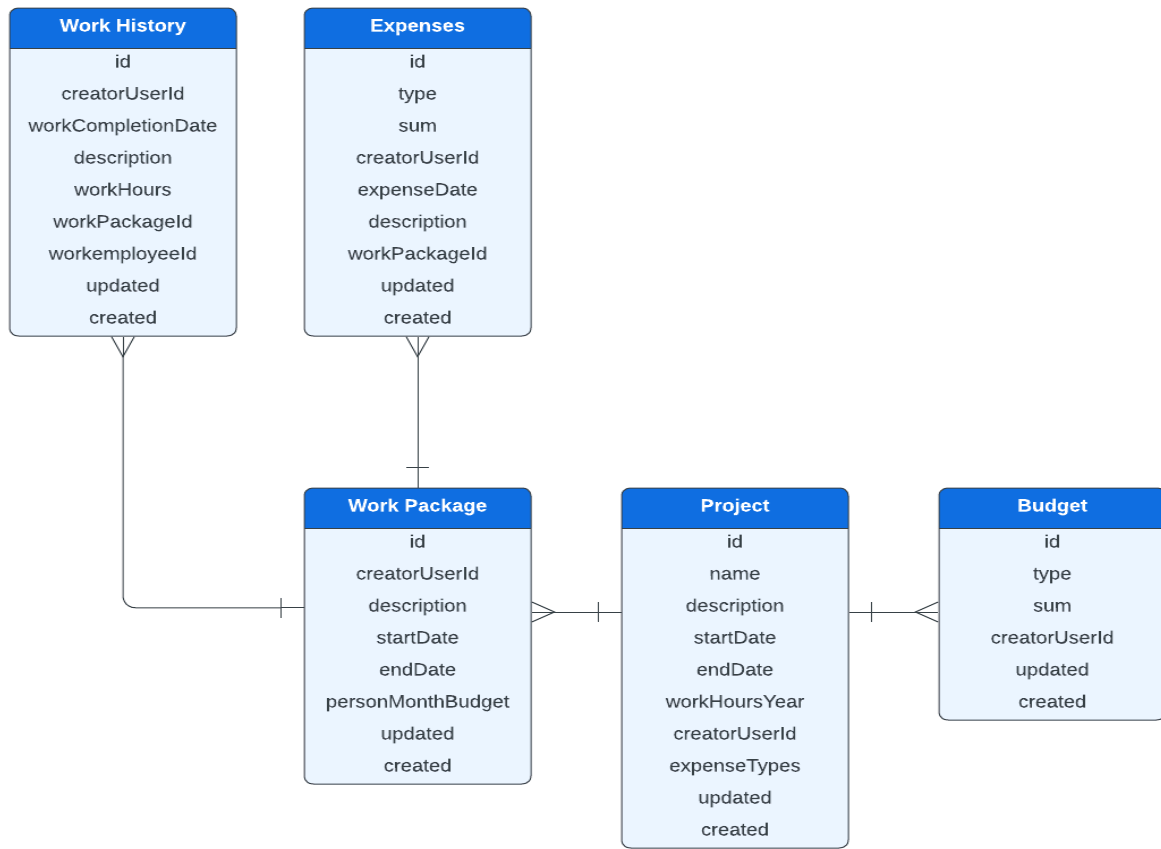 Work History
id
creatorUserId
workCompletionDate
description
workHours
workPackageId
workemployeeId
updated
created
Expenses
id
type
sum
creatorUserId
expenseDate
description
workPackageId
updated
created
Work Package
id
creatorUserId
description
startDate
endDate
personMonthBudget
updated
created
Project
id
name
description
startDate
endDate
workHoursYear
creatorUserId
expenseTypes
updated
created
Budget
id
type
sum
creatorUserId
updated
created